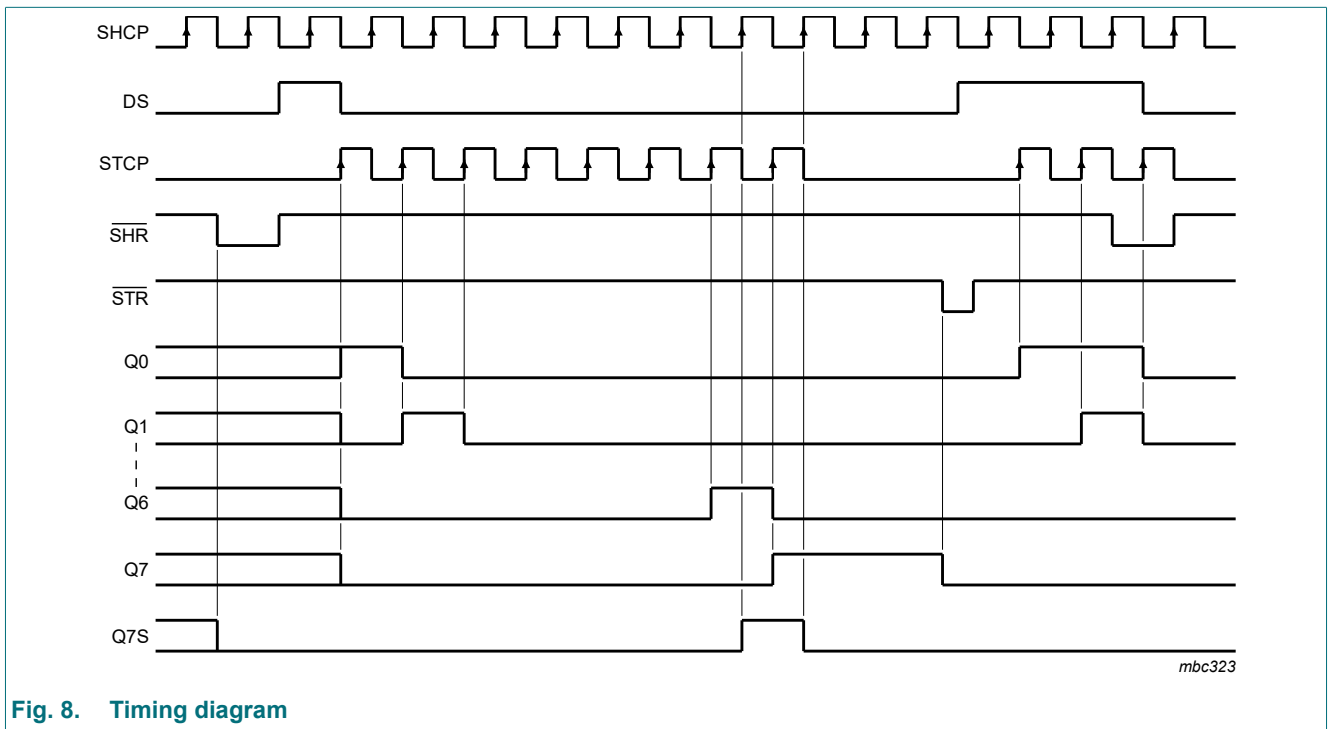 SHCP
DS
STCP
SHR
STR
Q0
Q1
Q6
Q7
Q7S
mbc323
Fig. 8. Timing diagram